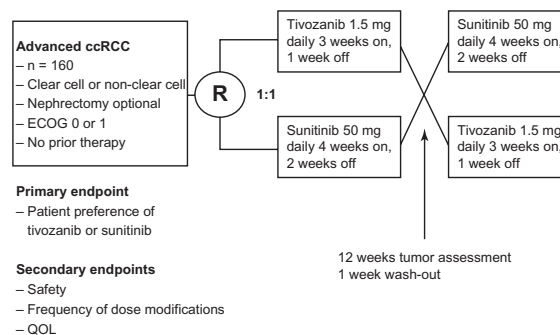 Advanced ccRCC
– n = 160
– Clear cell or non-clear cell
– Nephrectomy optional
– ECOG 0 or 1
– No prior therapy
R
1:1
Tivozanib 1.5 mg
daily 3 weeks on,
1 week off
Sunitinib 50 mg
daily 4 weeks on,
2 weeks off
Sunitinib 50 mg
daily 4 weeks on,
2 weeks off
Tivozanib 1.5 mg
daily 3 weeks on,
1 week off
12 weeks tumor assessment
1 week wash-out
Primary endpoint
– Patient preference of
tivozanib or sunitinib
Secondary endpoints
– Safety
– Frequency of dose modifications
– QOL